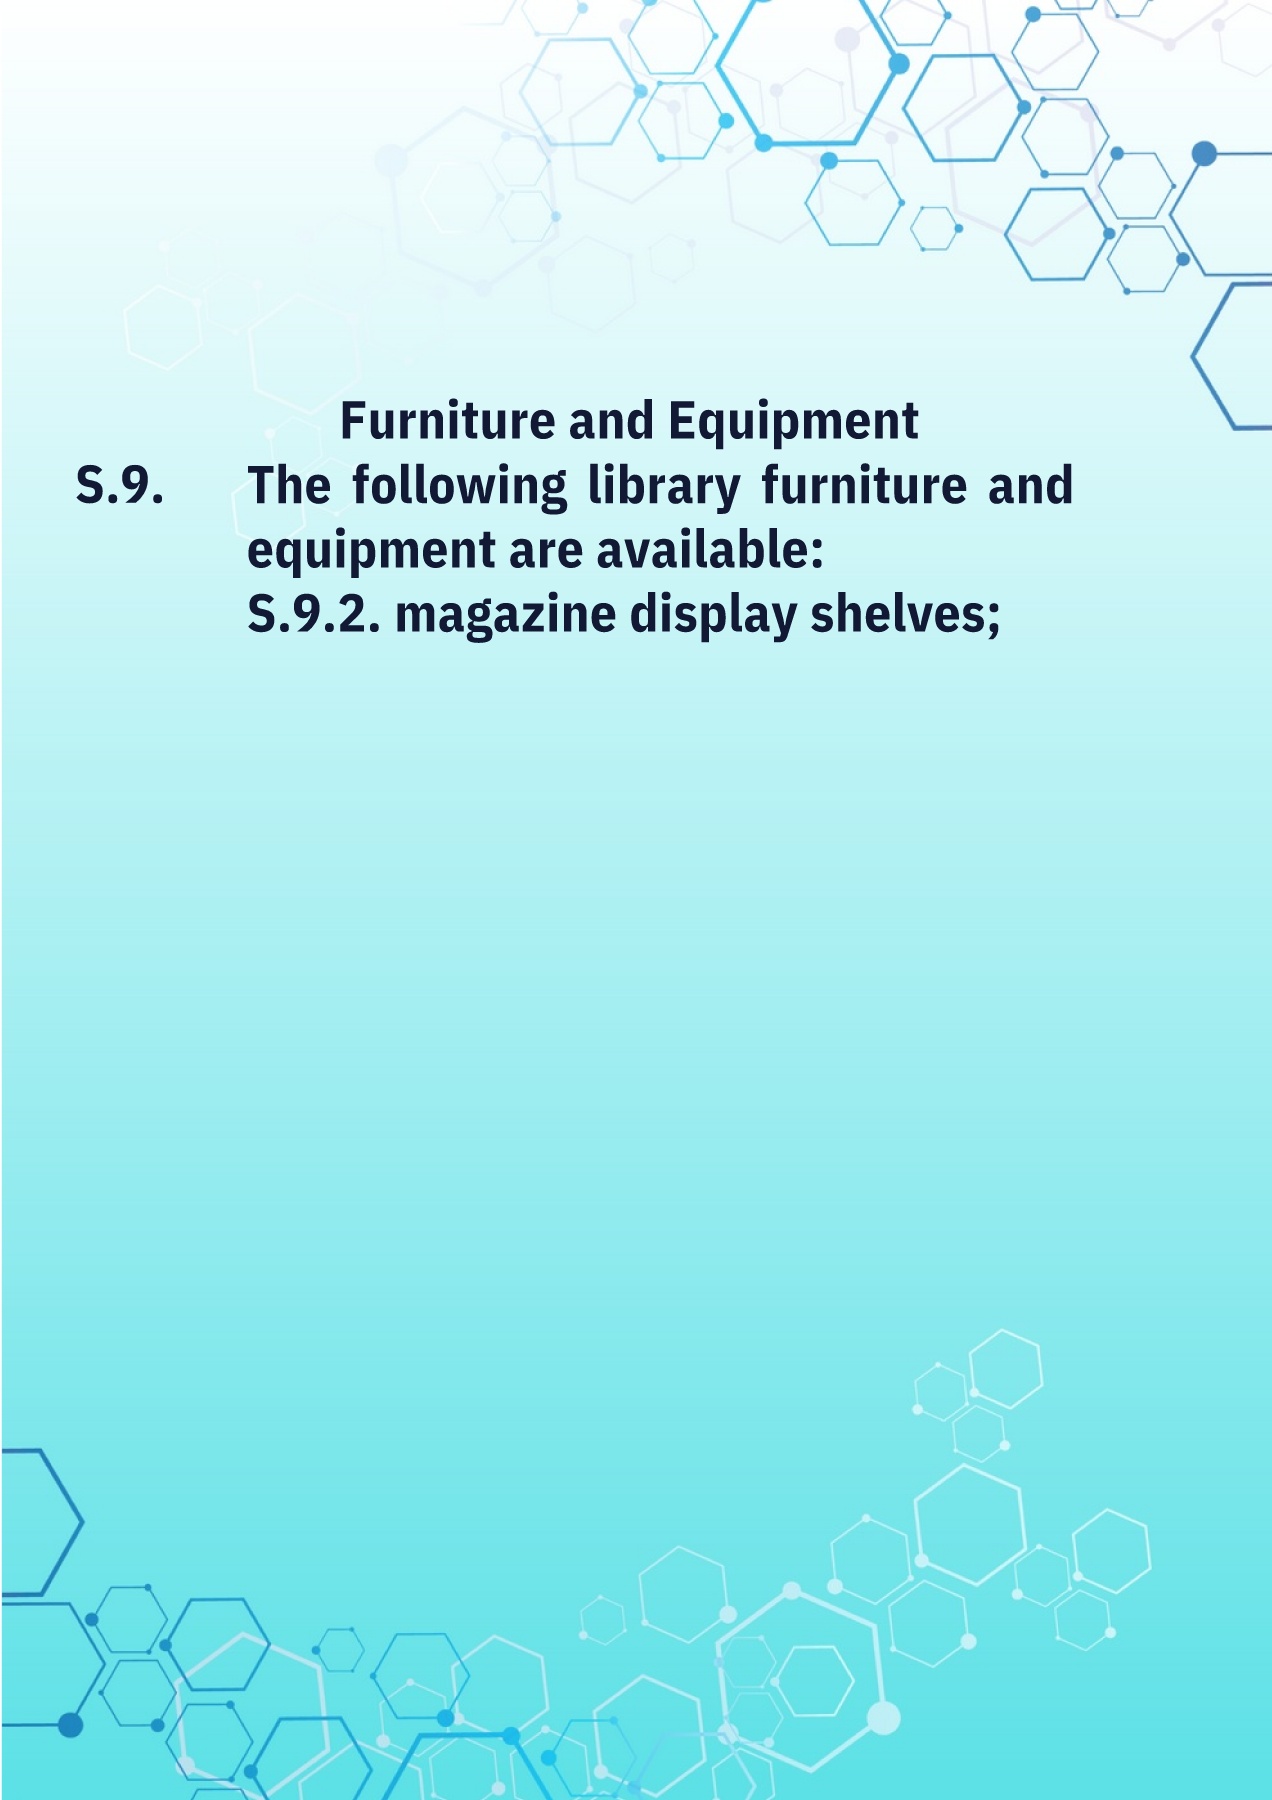 Furniture and Equipment
S.9. The following library furniture and
equipment are available:
S.9.2. magazine display shelves;